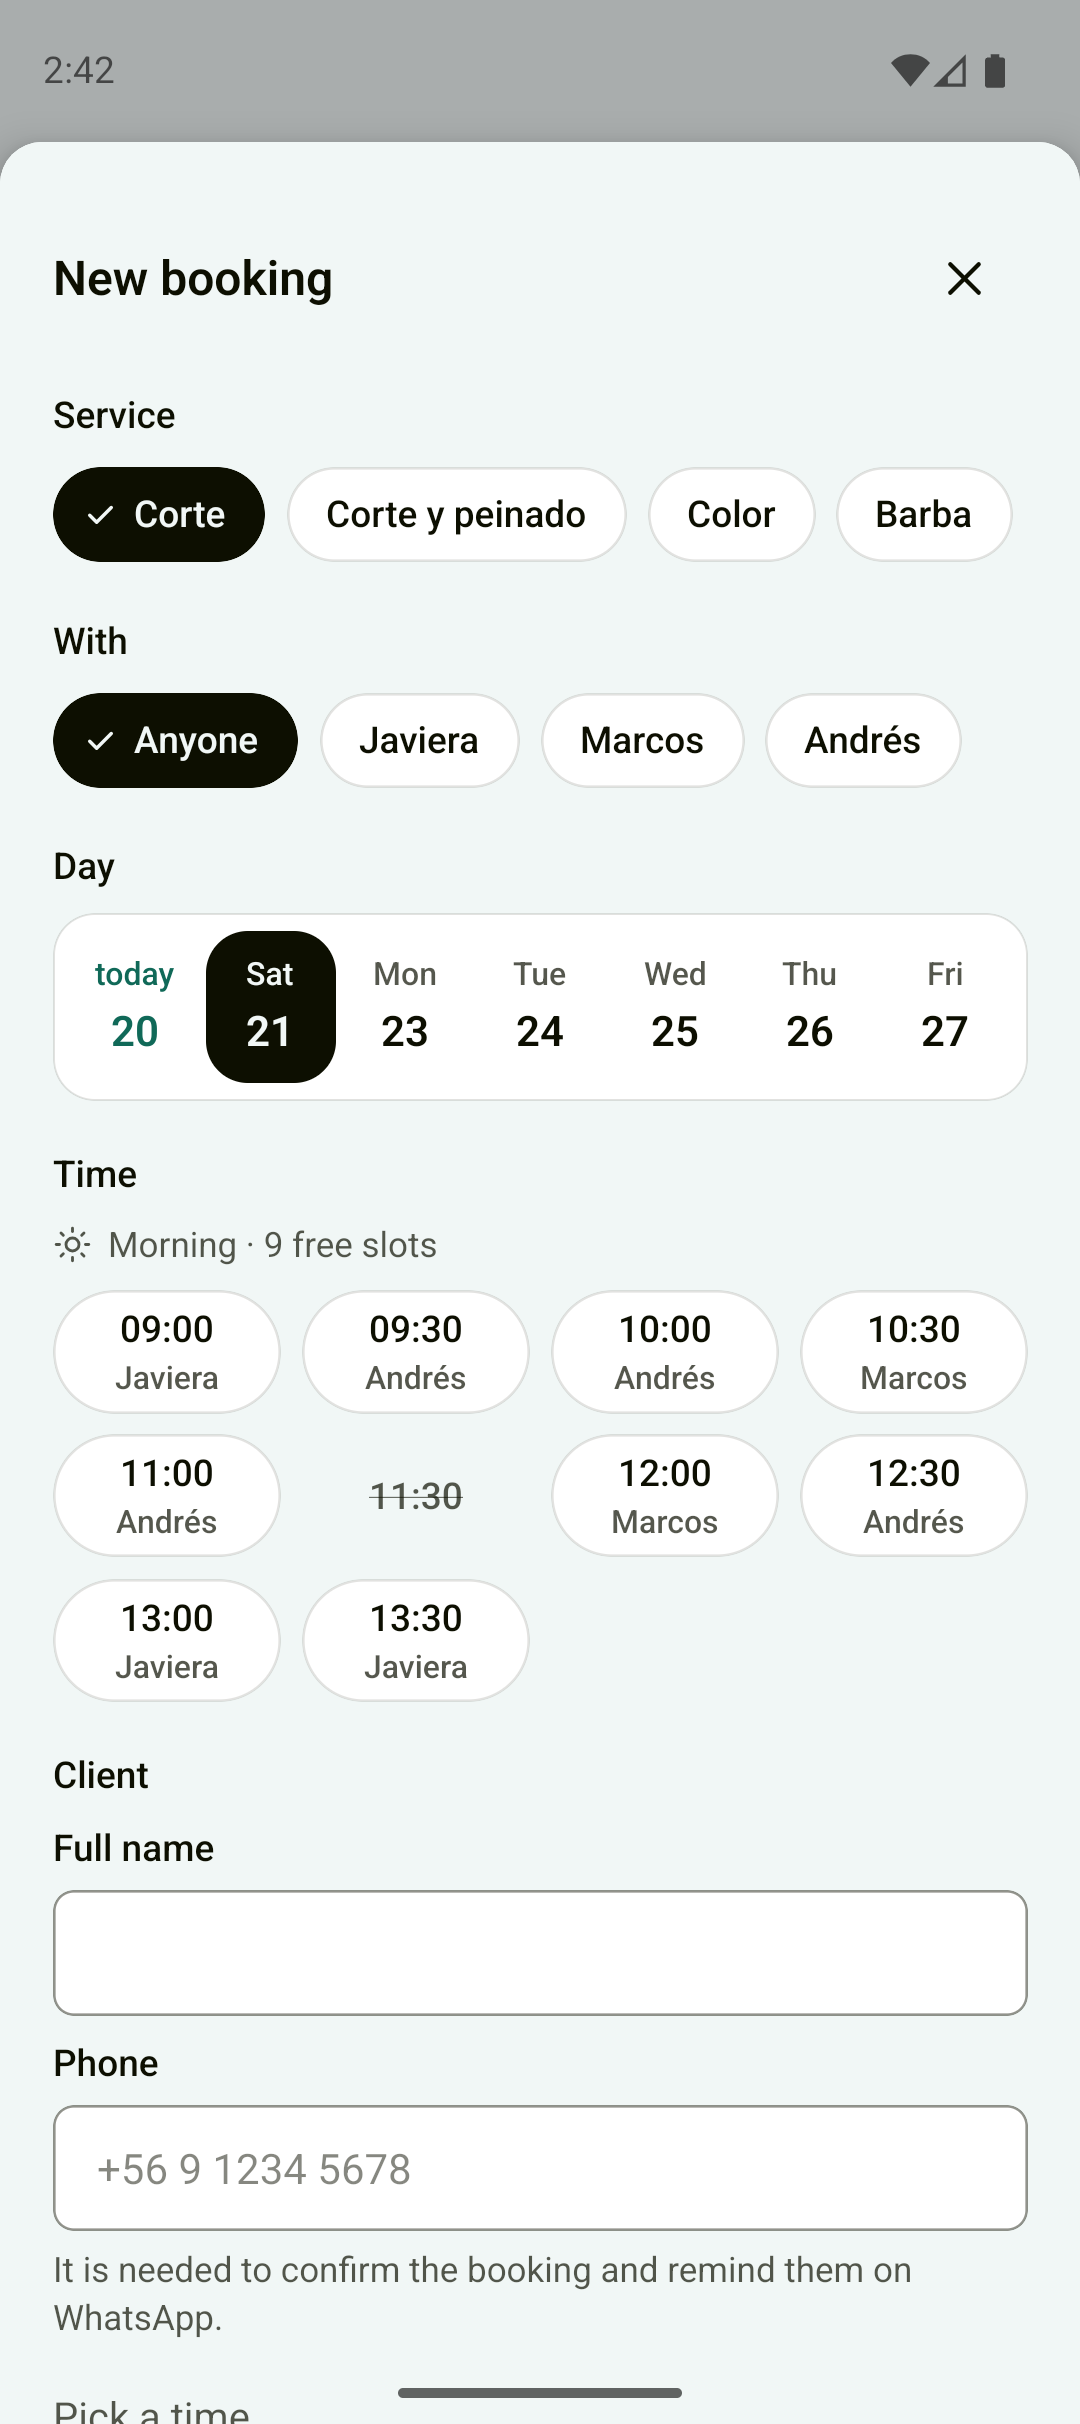 2:42
New booking
Service
Corte
Corte y peinado
Color
Barba
With
Anyone
Javiera
Marcos
Andrés
Day
today
20
Sat
21
Mon
23
Tue
24
Wed
25
Thu
26
Fri
27
Time
Morning · 9 free slots
09:00
Javiera
09:30
Andrés
10:00
Andrés
10:30
Marcos
11:00
Andrés
11:30
12:00
Marcos
12:30
Andrés
13:00
Javiera
13:30
Javiera
Client
Full name
Phone
+56 9 1234 5678
It is needed to confirm the booking and remind them on
WhatsApp.
Pick a time